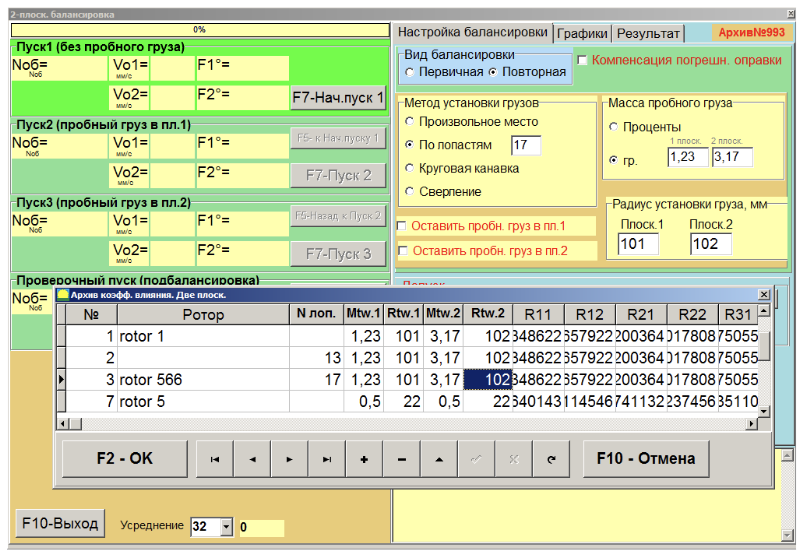 2-плоск. балансировка
0%
Пуск1 (без пробного груза)
Nоб=
Nоб
Vo1=
мм/с
F1°=
Vo2=
мм/с
F2°=
F7-Нач.пуск 1
Пуск2 (пробный груз в пл.1)
Nоб=
Nоб
Vo1=
мм/с
F1°=
F5- к Нач.пуску 1
Vo2=
мм/с
F2°=
F7-Пуск 2
Пуск3 (пробный груз в пл.2)
Nоб=
Nоб
Vo1=
мм/с
F1°=
F5-Назад к Пуск 2
Vo2=
мм/с
F2°=
F7-Пуск 3
Проверочный пуск (подбалансировка)
Nоб=
Nоб
F10-Выход
Усреднение 32 0
Настройка балансировки Графики Результат Архив№993
Вид балансировки
Первичная Повторная
Компенсация погрешн. оправки
Метод установки грузов
Произвольное место
По лопастям 17
Круговая канавка
Сверление
Масса пробного груза
Проценты
1 плоск. 2 плоск.
гр. 1,23 3,17
Оставить пробн. груз в пл.1
Оставить пробн. груз в пл.2
Радиус установки груза, мм
Плоск.1 Плоск.2
101 102
Архив коэфф. влияния. Две плоск.
№ Ротор N лоп. Mtw.1 Rtw.1 Mtw.2 Rtw.2 R11 R12 R21 R22 R31
1 rotor 1 1,23 101 3,17 102 348622 357922 200364 017808 75055
2 13 1,23 101 3,17 102 348622 357922 200364 017808 75055
3 rotor 566 17 1,23 101 3,17 102 348622 357922 200364 017808 75055
7 rotor 5 0,5 22 0,5 22 640143 114546 741132 237456 35110
F2 - OK
F10 - Отмена